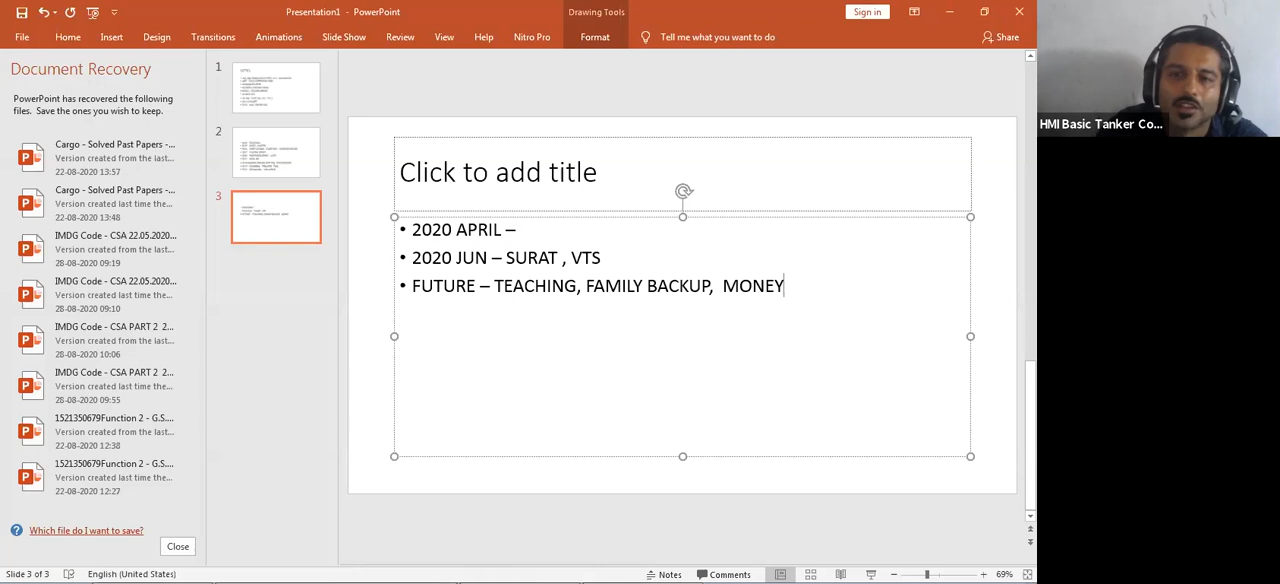 Presentation1 - PowerPoint
Drawing Tools
Sign in
File
Home
Insert
Design
Transitions
Animations
Slide Show
Review
View
Help
Nitro Pro
Format
Tell me what you want to do
Share
Document Recovery
PowerPoint has recovered the following
files. Save the ones you wish to keep.
Cargo - Solved Past Papers -...
Version created from the last...
22-08-2020 13:57
Cargo - Solved Past Papers -...
Version created last time the...
22-08-2020 13:48
IMDG Code - CSA 22.05.2020...
Version created from the last...
28-08-2020 09:19
IMDG Code - CSA 22.05.2020...
Version created last time the...
28-08-2020 09:10
IMDG Code - CSA PART 2 2...
Version created from the last...
28-08-2020 10:06
IMDG Code - CSA PART 2 2...
Version created last time the...
28-08-2020 09:55
1521350679Function 2 - G.S....
Version created from the last...
22-08-2020 12:38
1521350679Function 2 - G.S....
Version created last time the...
22-08-2020 12:27
Which file do I want to save?
Close
1
2
3
Click to add title
• 2020 APRIL –
• 2020 JUN – SURAT , VTS
• FUTURE – TEACHING, FAMILY BACKUP,  MONEY
HMI Basic Tanker Co...
Slide 3 of 3
English (United States)
Notes
Comments
69%